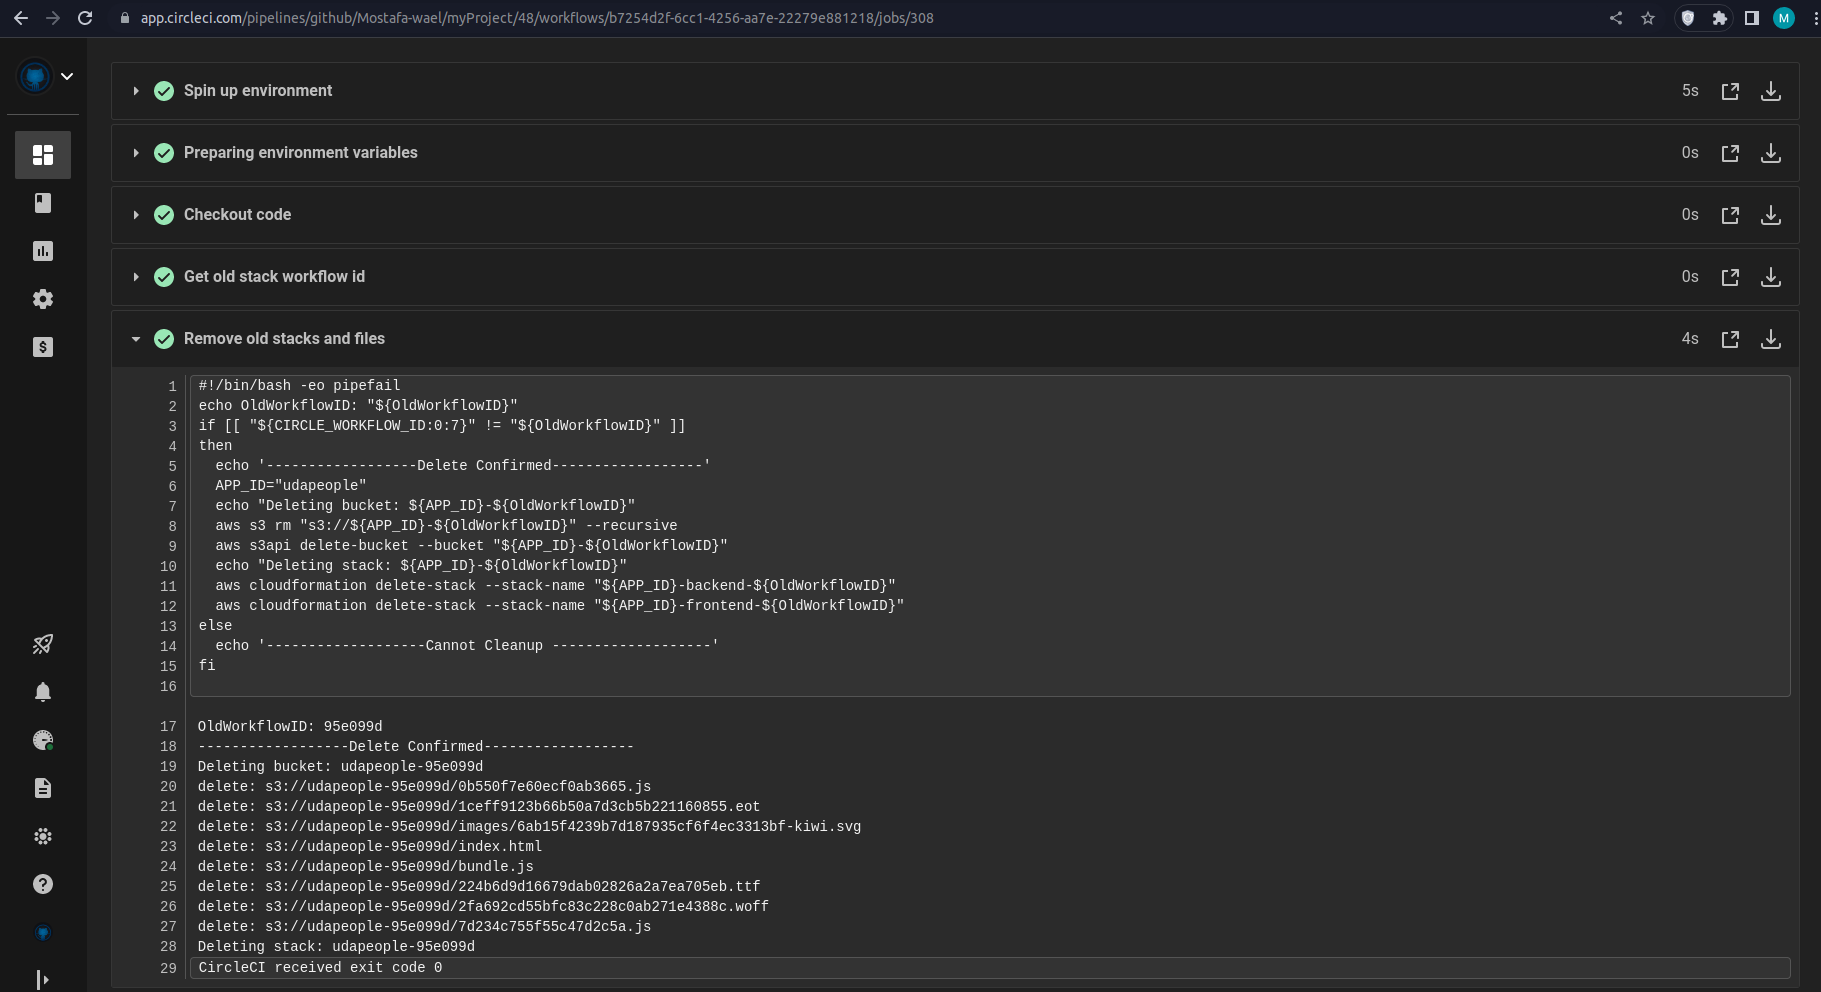 app.circleci.com/pipelines/github/Mostafa-wael/myProject/48/workflows/b7254d2f-6cc1-4256-aa7e-22279e881218/jobs/308
M
Spin up environment 5s
Preparing environment variables 0s
Checkout code 0s
Get old stack workflow id 0s
Remove old stacks and files 4s
1 #!/bin/bash -eo pipefail
2 echo OldWorkflowID: "${OldWorkflowID}"
3 if [[ "${CIRCLE_WORKFLOW_ID:0:7}" != "${OldWorkflowID}" ]]
4 then
5   echo '------------------Delete Confirmed------------------'
6   APP_ID="udapeople"
7   echo "Deleting bucket: ${APP_ID}-${OldWorkflowID}"
8   aws s3 rm "s3://${APP_ID}-${OldWorkflowID}" --recursive
9   aws s3api delete-bucket --bucket "${APP_ID}-${OldWorkflowID}"
10   echo "Deleting stack: ${APP_ID}-${OldWorkflowID}"
11   aws cloudformation delete-stack --stack-name "${APP_ID}-backend-${OldWorkflowID}"
12   aws cloudformation delete-stack --stack-name "${APP_ID}-frontend-${OldWorkflowID}"
13 else
14   echo '-------------------Cannot Cleanup -------------------'
15 fi
16
17 OldWorkflowID: 95e099d
18 ------------------Delete Confirmed------------------
19 Deleting bucket: udapeople-95e099d
20 delete: s3://udapeople-95e099d/0b550f7e60ecf0ab3665.js
21 delete: s3://udapeople-95e099d/1ceff9123b66b50a7d3cb5b221160855.eot
22 delete: s3://udapeople-95e099d/images/6ab15f4239b7d187935cf6f4ec3313bf-kiwi.svg
23 delete: s3://udapeople-95e099d/index.html
24 delete: s3://udapeople-95e099d/bundle.js
25 delete: s3://udapeople-95e099d/224b6d9d16679dab02826a2a7ea705eb.ttf
26 delete: s3://udapeople-95e099d/2fa692cd55bfc83c228c0ab271e4388c.woff
27 delete: s3://udapeople-95e099d/7d234c755f55c47d2c5a.js
28 Deleting stack: udapeople-95e099d
29 CircleCI received exit code 0